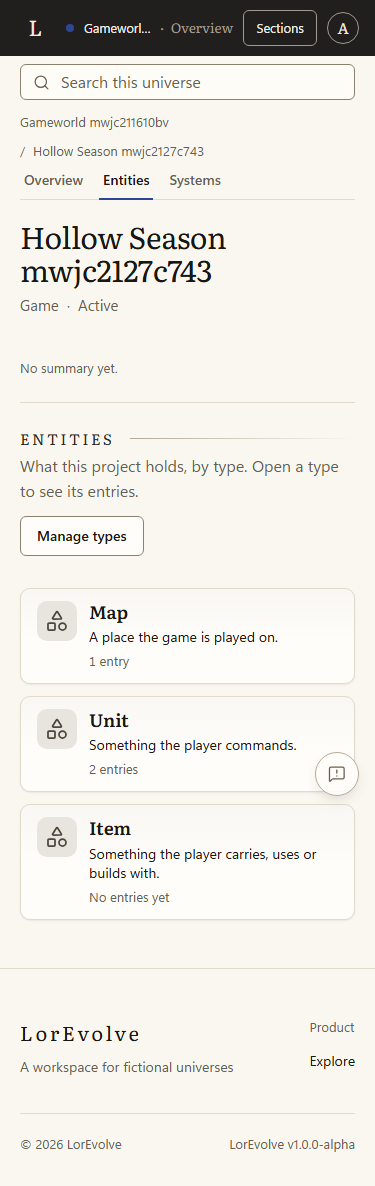 L
Gameworl... · Overview
Sections
A
Search this universe
Gameworld mwjc211610bv
/ Hollow Season mwjc2127c743
Overview
Entities
Systems
Hollow Season
mwjc2127c743
Game · Active
No summary yet.
ENTITIES
What this project holds, by type. Open a type
to see its entries.
Manage types
Map
A place the game is played on.
1 entry
Unit
Something the player commands.
2 entries
Item
Something the player carries, uses or
builds with.
No entries yet
LorEvolve
A workspace for fictional universes
Product
Explore
© 2026 LorEvolve
LorEvolve v1.0.0-alpha